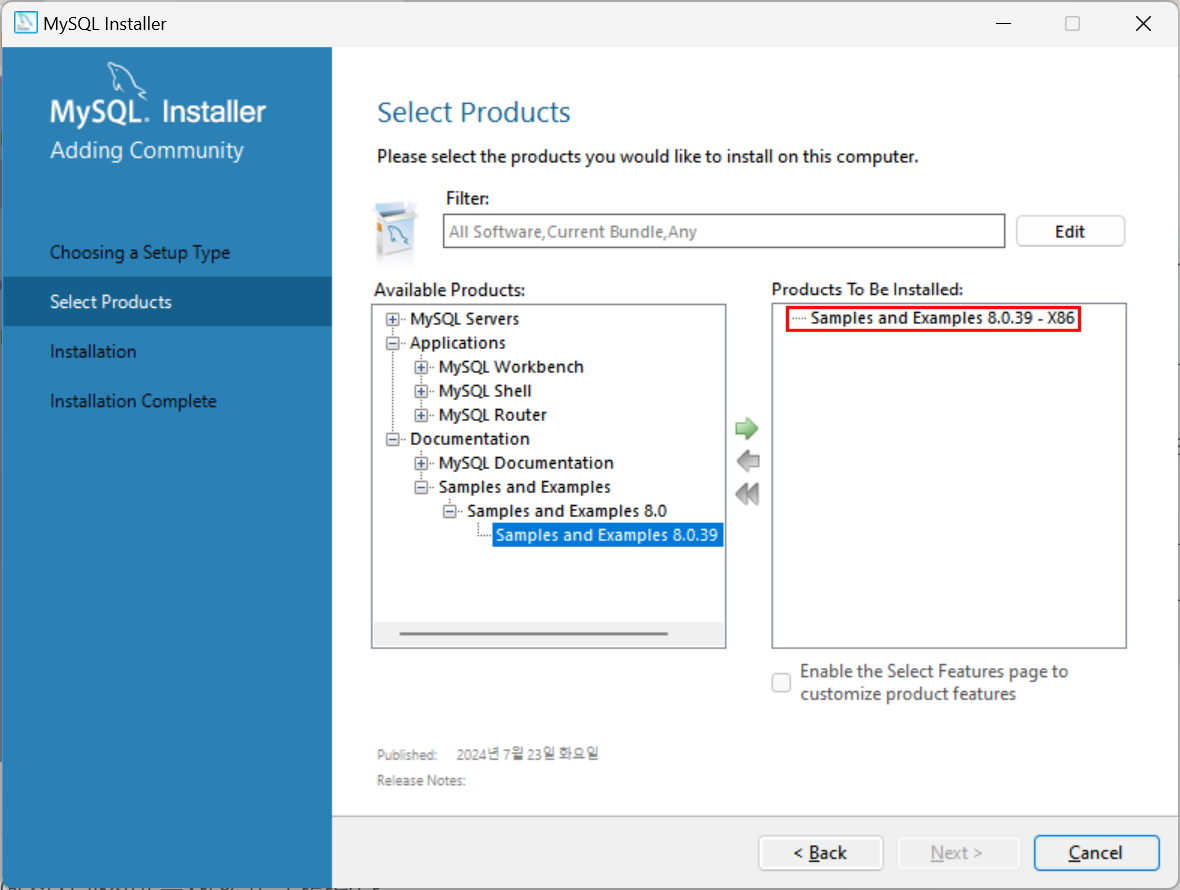 MySQL Installer
MySQL. Installer
Adding Community
Choosing a Setup Type
Select Products
Installation
Installation Complete
Select Products
Please select the products you would like to install on this computer.
Filter:
All Software,Current Bundle,Any
Edit
Available Products:
MySQL Servers
Applications
MySQL Workbench
MySQL Shell
MySQL Router
Documentation
MySQL Documentation
Samples and Examples
Samples and Examples 8.0
Samples and Examples 8.0.39
Products To Be Installed:
Samples and Examples 8.0.39 - X86
Enable the Select Features page to
customize product features
Published: 2024년 7월 23일 화요일
Release Notes:
< Back
Next >
Cancel